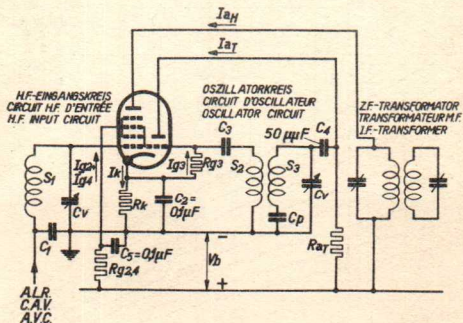 IaH
IaT
H.F.-EINGANGSKREIS
CIRCUIT H.F. D'ENTRÉE
H.F. INPUT CIRCUIT
OSZILLATORKREIS
CIRCUIT D'OSCILLATEUR
OSCILLATOR CIRCUIT
Z.F.-TRANSFORMATOR
TRANSFORMATEUR M.F.
I.F.-TRANSFORMER
C3
50 μμF
C4
S1
Cv
Ig2+
Ig4
Ik
Ig3
Rg3
S2
S3
Cv
Rk
C2=
0,1μF
Cp
C1
C5=0,1μF
Rg2,4
Vb
−
+
RaT
A.L.R.
C.A.V.
A.V.C.